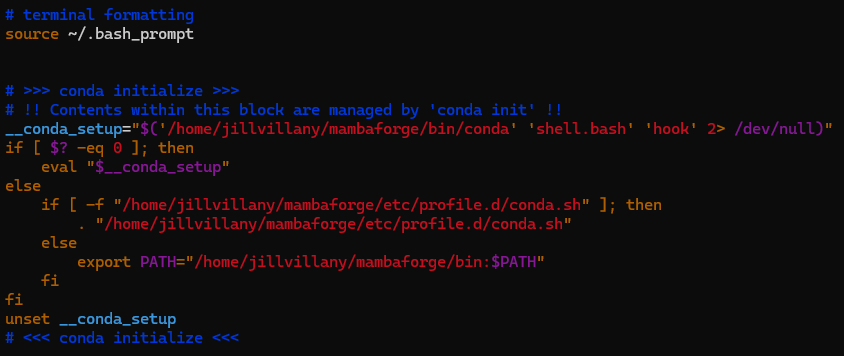 # terminal formatting
source ~/.bash_prompt
# >>> conda initialize >>>
# !! Contents within this block are managed by 'conda init' !!
__conda_setup="$('/home/jillvillany/mambaforge/bin/conda' 'shell.bash' 'hook' 2> /dev/null)"
if [ $? -eq 0 ]; then
    eval "$__conda_setup"
else
    if [ -f "/home/jillvillany/mambaforge/etc/profile.d/conda.sh" ]; then
        . "/home/jillvillany/mambaforge/etc/profile.d/conda.sh"
    else
        export PATH="/home/jillvillany/mambaforge/bin:$PATH"
    fi
fi
unset __conda_setup
# <<< conda initialize <<<